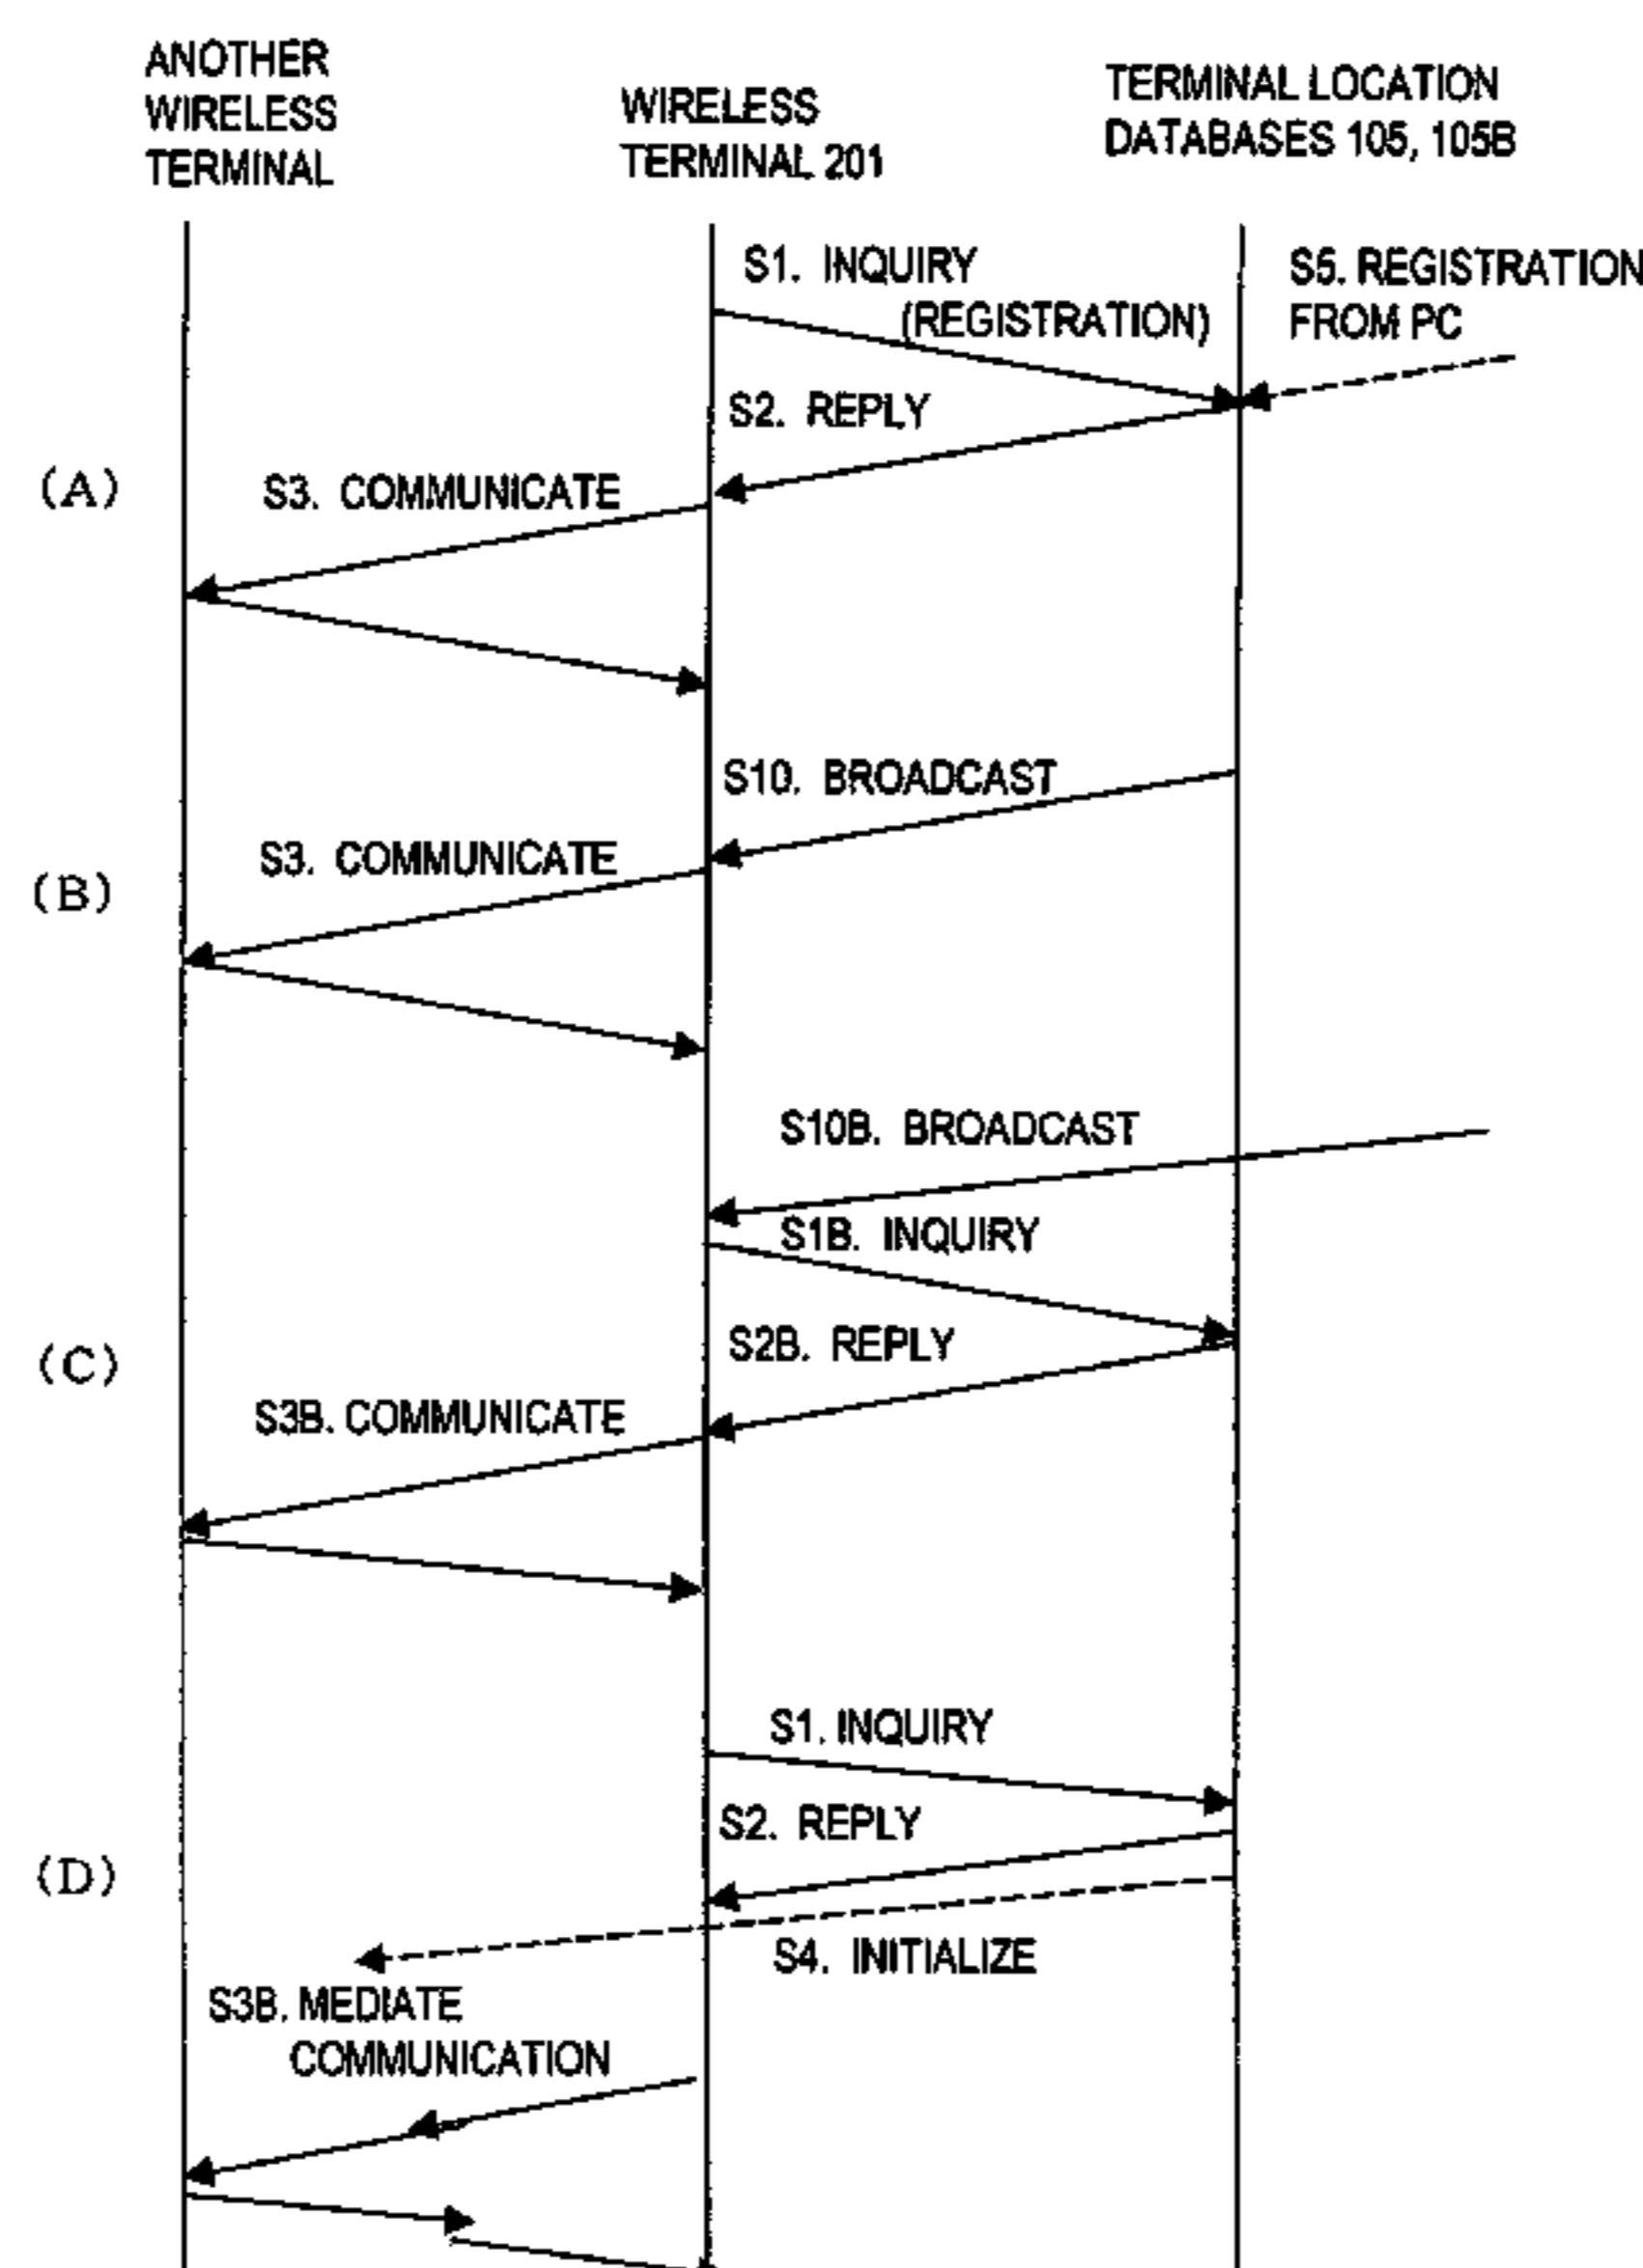 ANOTHER
WIRELESS
TERMINAL
WIRELESS
TERMINAL 201
TERMINAL LOCATION
DATABASES 105, 105B
S1. INQUIRY
(REGISTRATION)
S5. REGISTRATION
FROM PC
S2. REPLY
(A)
S3. COMMUNICATE
S10. BROADCAST
S3. COMMUNICATE
(B)
S10B. BROADCAST
S1B. INQUIRY
S2B. REPLY
(C)
S3B. COMMUNICATE
S1. INQUIRY
S2. REPLY
(D)
S4. INITIALIZE
S3B. MEDIATE
COMMUNICATION